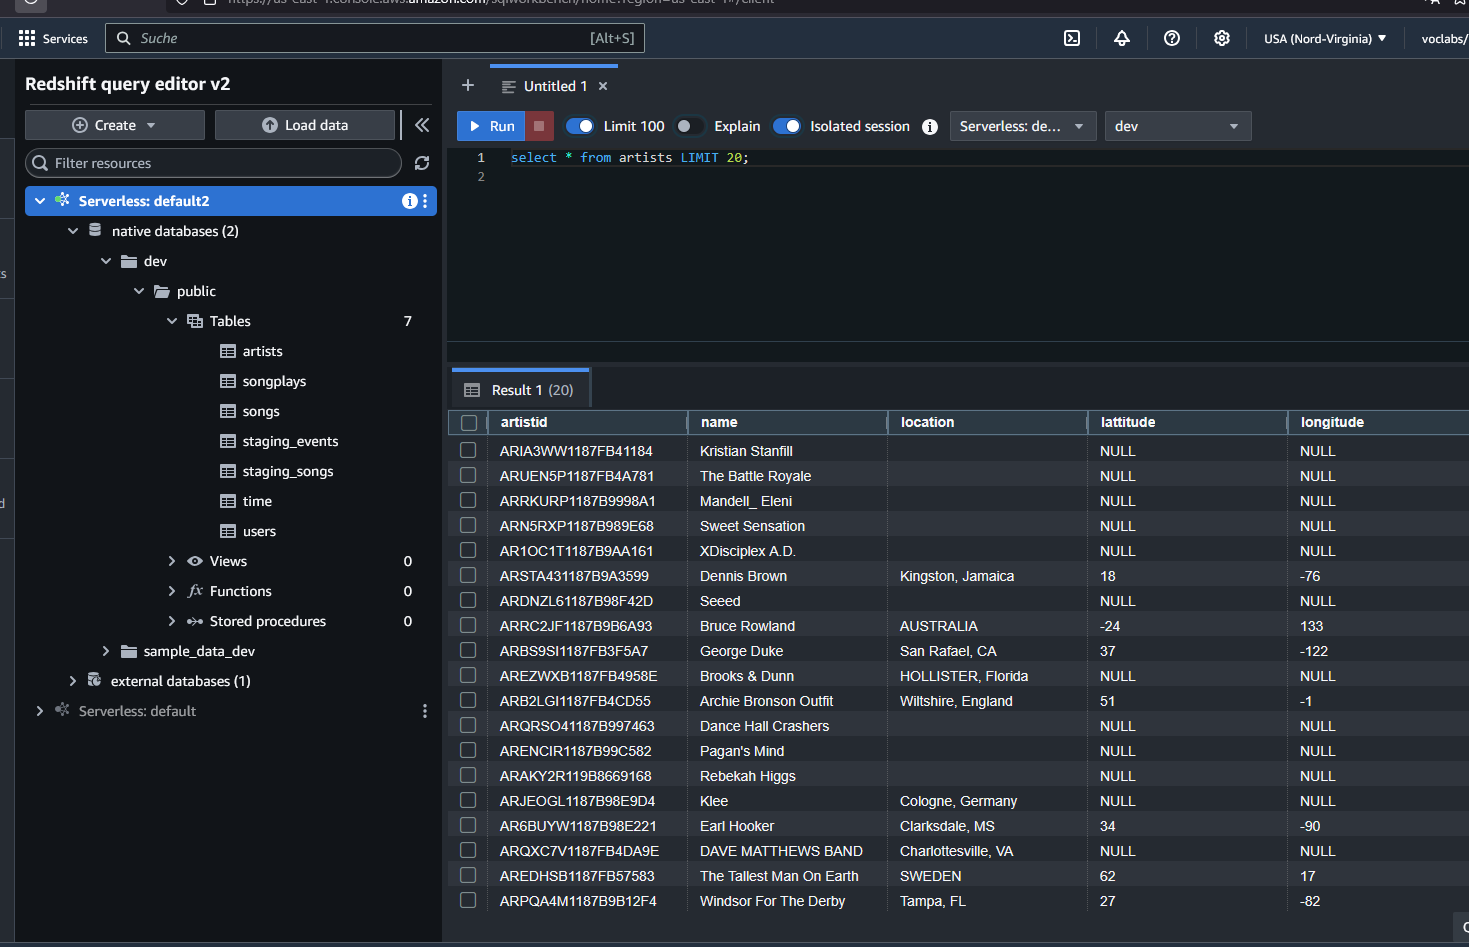 Services
Suche
[Alt+S]
USA (Nord-Virginia)
voclabs/
Redshift query editor v2
Create
Load data
Filter resources
Serverless: default2
native databases (2)
dev
public
Tables 7
artists
songplays
songs
staging_events
staging_songs
time
users
Views 0
Functions 0
Stored procedures 0
sample_data_dev
external databases (1)
Serverless: default
Untitled 1
Run
Limit 100
Explain
Isolated session
Serverless: de...
dev
1 select * from artists LIMIT 20;
2
Result 1 (20)
artistid name location lattitude longitude
ARIA3WW1187FB41184 Kristian Stanfill NULL NULL
ARUEN5P1187FB4A781 The Battle Royale NULL NULL
ARRKURP1187B9998A1 Mandell_ Eleni NULL NULL
ARN5RXP1187B989E68 Sweet Sensation NULL NULL
AR1OC1T1187B9AA161 XDisciplex A.D. NULL NULL
ARSTA431187B9A3599 Dennis Brown Kingston, Jamaica 18 -76
ARDNZL61187B98F42D Seeed NULL NULL
ARRC2JF1187B9B6A93 Bruce Rowland AUSTRALIA -24 133
ARBS9SI1187FB3F5A7 George Duke San Rafael, CA 37 -122
AREZWXB1187FB4958E Brooks & Dunn HOLLISTER, Florida NULL NULL
ARB2LGI1187FB4CD55 Archie Bronson Outfit Wiltshire, England 51 -1
ARQRSO41187B997463 Dance Hall Crashers NULL NULL
ARENCIR1187B99C582 Pagan's Mind NULL NULL
ARAKY2R119B8669168 Rebekah Higgs NULL NULL
ARJEOGL1187B98E9D4 Klee Cologne, Germany NULL NULL
AR6BUYW1187B98E221 Earl Hooker Clarksdale, MS 34 -90
ARQXC7V1187FB4DA9E DAVE MATTHEWS BAND Charlottesville, VA NULL NULL
AREDHSB1187FB57583 The Tallest Man On Earth SWEDEN 62 17
ARPQA4M1187B9B12F4 Windsor For The Derby Tampa, FL 27 -82